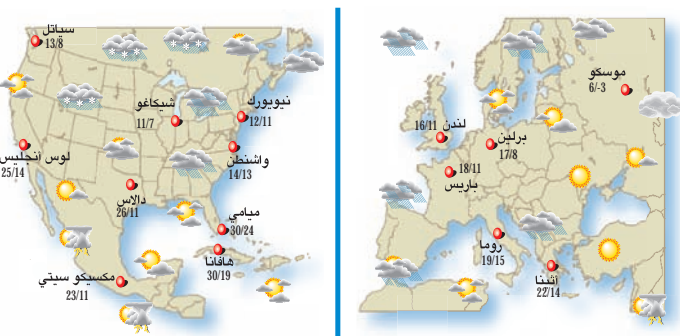 سياتل
13/8
شيكاغو
11/7
نيويورك
12/11
لوس انجليس
25/14
واشنطن
14/13
دالاس
26/11
ميامي
30/24
هافانا
30/19
مكسيكو سيتي
23/11
موسكو
6/-3
لندن
16/11
برلين
17/8
18/11
باريس
روما
19/15
اثينا
22/14